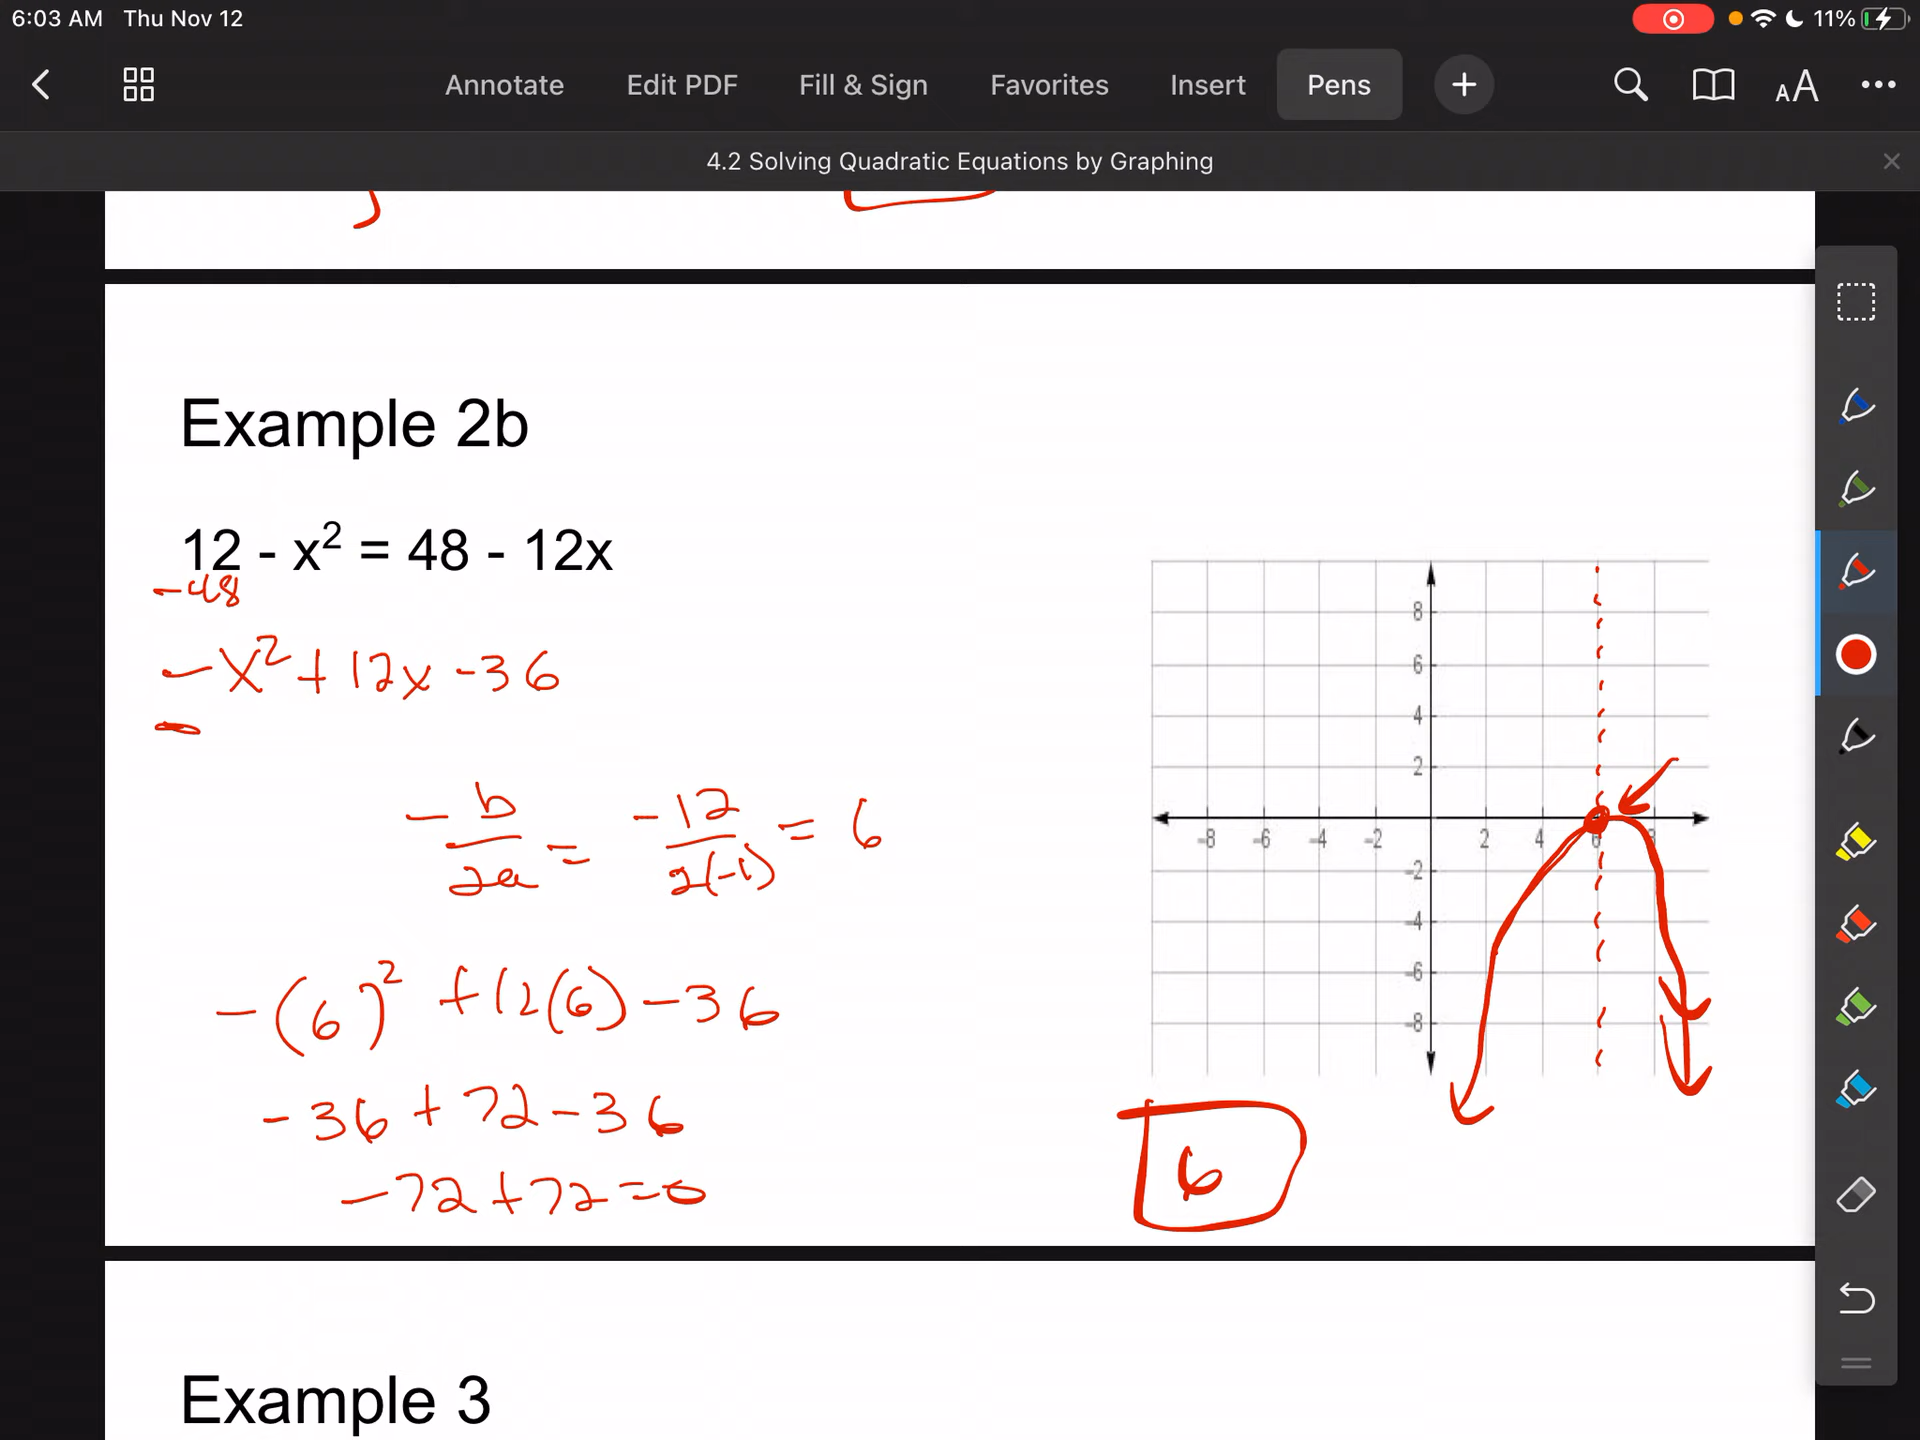 6:03 AM Thu Nov 12 11%
Annotate Edit PDF Fill & Sign Favorites Insert Pens + AA
4.2 Solving Quadratic Equations by Graphing
Example 2b
12 - x² = 48 - 12x
-48
-x² + 12x - 36
-b/2a = -12/2(-1) = 6
-(6)² + 12(6) - 36
-36 + 72 - 36
-72 + 72 = 0
8
6
4
2
-8 -6 -4 -2 2 4 6 8
-2
-4
-6
-8
6
Example 3